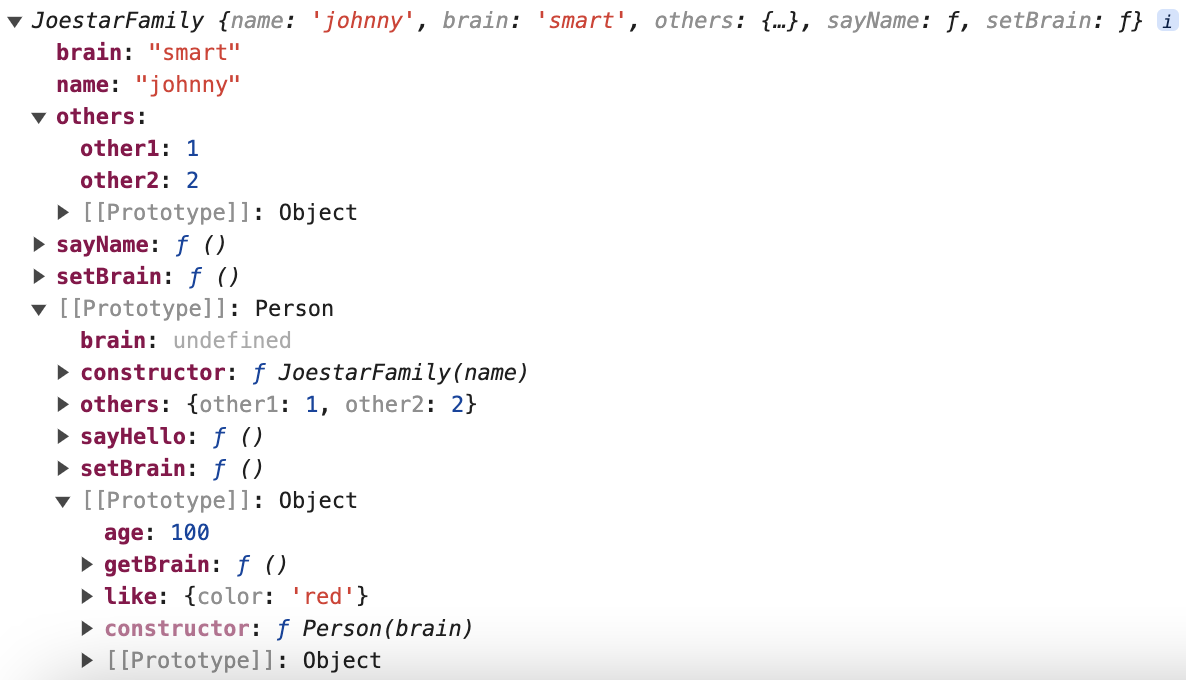 ▼ JoestarFamily {name: 'johnny', brain: 'smart', others: {…}, sayName: ƒ, setBrain: ƒ} i
brain: "smart"
name: "johnny"
▼ others:
other1: 1
other2: 2
▶ [[Prototype]]: Object
▶ sayName: ƒ ()
▶ setBrain: ƒ ()
▼ [[Prototype]]: Person
brain: undefined
▶ constructor: ƒ JoestarFamily(name)
▶ others: {other1: 1, other2: 2}
▶ sayHello: ƒ ()
▶ setBrain: ƒ ()
▼ [[Prototype]]: Object
age: 100
▶ getBrain: ƒ ()
▶ like: {color: 'red'}
▶ constructor: ƒ Person(brain)
▶ [[Prototype]]: Object